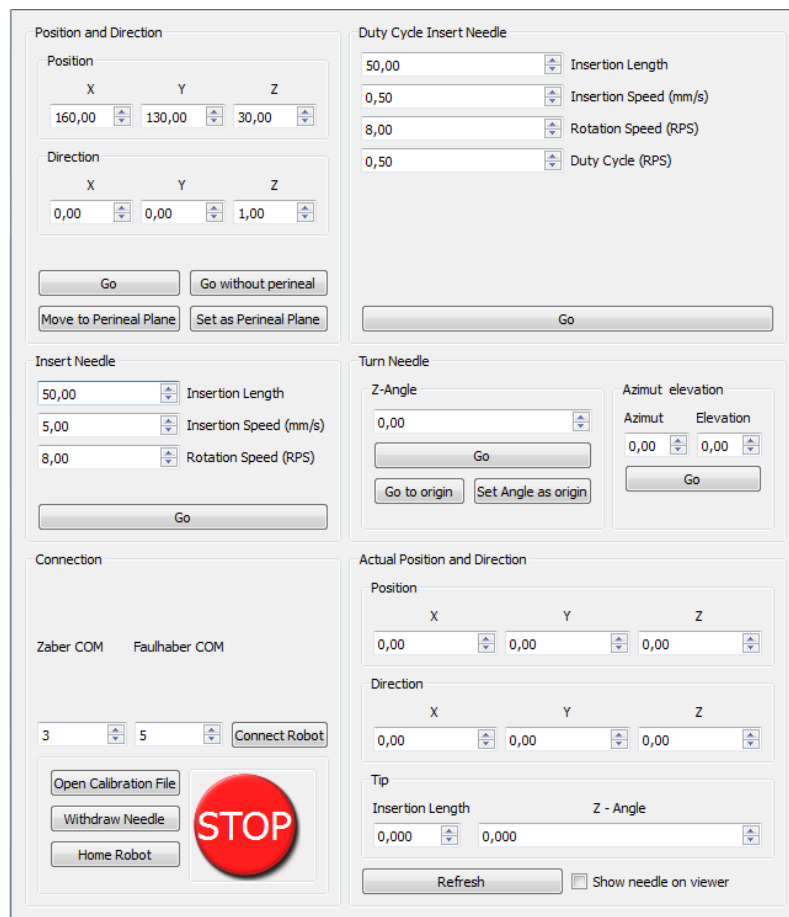 Position and Direction
Position
X Y Z
160,00 130,00 30,00
Direction
X Y Z
0,00 0,00 1,00
Go Go without perineal
Move to Perineal Plane Set as Perineal Plane
Duty Cycle Insert Needle
50,00 Insertion Length
0,50 Insertion Speed (mm/s)
8,00 Rotation Speed (RPS)
0,50 Duty Cycle (RPS)
Go
Insert Needle
50,00 Insertion Length
5,00 Insertion Speed (mm/s)
8,00 Rotation Speed (RPS)
Go
Turn Needle
Z-Angle
0,00
Go
Go to origin Set Angle as origin
Azimut elevation
Azimut Elevation
0,00 0,00
Go
Connection
Zaber COM Faulhaber COM
3 5 Connect Robot
Open Calibration File
Withdraw Needle
Home Robot
STOP
Actual Position and Direction
Position
X Y Z
0,00 0,00 0,00
Direction
X Y Z
0,00 0,00 0,00
Tip
Insertion Length Z - Angle
0,000 0,000
Refresh Show needle on viewer